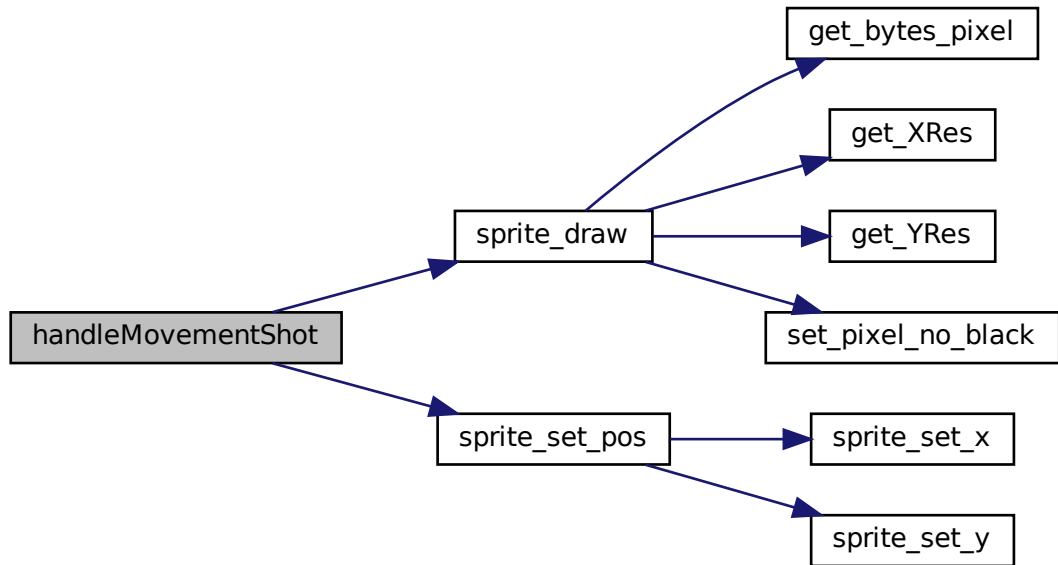 get_bytes_pixel
get_XRes
sprite_draw
get_YRes
handleMovementShot
set_pixel_no_black
sprite_set_pos
sprite_set_x
sprite_set_y